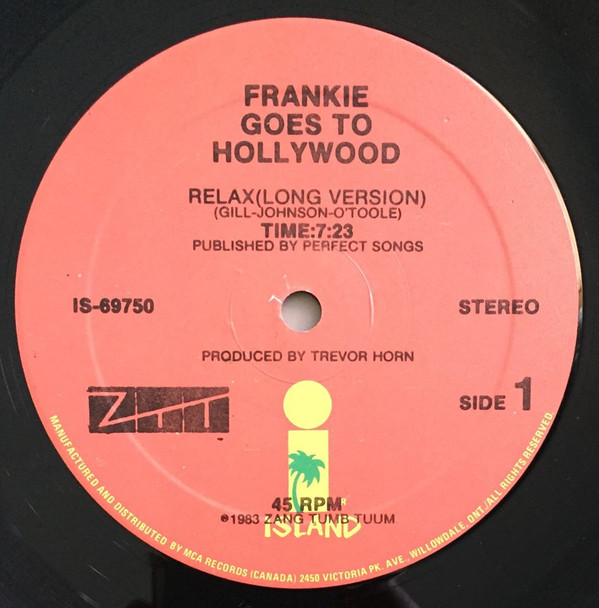 FRANKIE
GOES TO
HOLLYWOOD
RELAX(LONG VERSION)
(GILL-JOHNSON-O'TOOLE)
TIME:7:23
PUBLISHED BY PERFECT SONGS
IS-69750
STEREO
PRODUCED BY TREVOR HORN
ZTT
SIDE 1
45 RPM
℗1983 ZANG TUMB TUUM
ISLAND
MANUFACTURED AND DISTRIBUTED BY MCA RECORDS (CANADA) 2450 VICTORIA PK. AVE., WILLOWDALE, ONT./ALL RIGHTS RESERVED